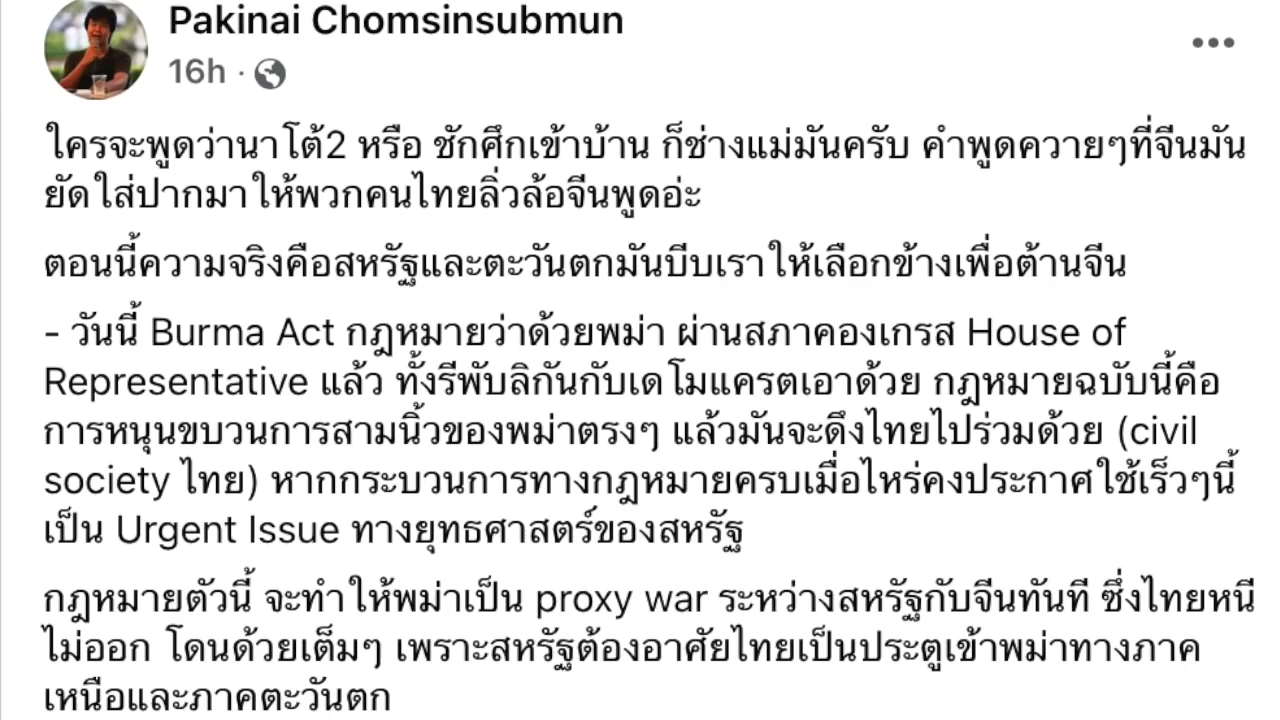 Pakinai Chomsinsubmun
16h ·
ใครจะพูดว่านาโต้2 หรือ ชักศึกเข้าบ้าน ก็ช่างแม่มันครับ คำพูดควายๆที่จีนมัน
ยัดใส่ปากมาให้พวกคนไทยลิ่วล้อจีนพูดอ่ะ
ตอนนี้ความจริงคือสหรัฐและตะวันตกมันบีบเราให้เลือกข้างเพื่อต้านจีน
- วันนี้ Burma Act กฎหมายว่าด้วยพม่า ผ่านสภาคองเกรส House of
Representative แล้ว ทั้งรีพับลิกันกับเดโมแครตเอาด้วย กฎหมายฉบับนี้คือ
การหนุนขบวนการสามนิ้วของพม่าตรงๆ แล้วมันจะดึงไทยไปร่วมด้วย (civil
society ไทย) หากกระบวนการทางกฎหมายครบเมื่อไหร่คงประกาศใช้เร็วๆนี้
เป็น Urgent Issue ทางยุทธศาสตร์ของสหรัฐ
กฎหมายตัวนี้ จะทำให้พม่าเป็น proxy war ระหว่างสหรัฐกับจีนทันที ซึ่งไทยหนี
ไม่ออก โดนด้วยเต็มๆ เพราะสหรัฐต้องอาศัยไทยเป็นประตูเข้าพม่าทางภาค
เหนือและภาคตะวันตก